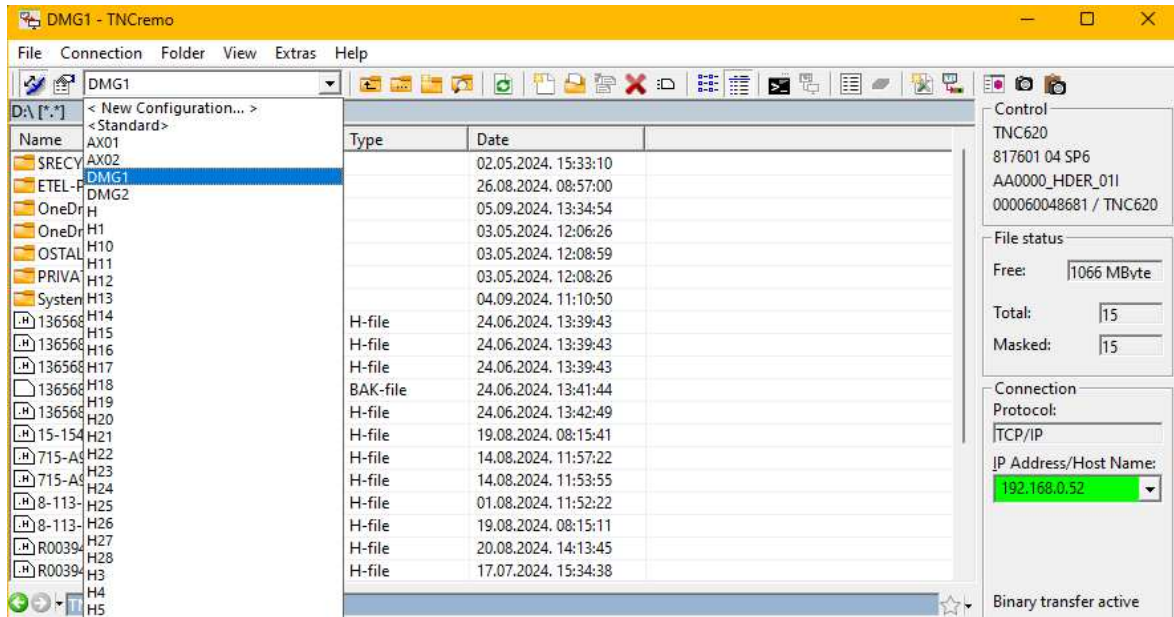 DMG1 - TNCremo
File Connection Folder View Extras Help
DMG1
D:\ [*.*]
< New Configuration... >
<Standard>
AX01
AX02
DMG1
DMG2
H
H1
H10
H11
H12
H13
H14
H15
H16
H17
H18
H19
H20
H21
H22
H23
H24
H25
H26
H27
H28
H3
H4
H5
Name Type Date
$RECY 02.05.2024. 15:33:10
ETEL-P 26.08.2024. 08:57:00
OneDr 05.09.2024. 13:34:54
OneDr 03.05.2024. 12:06:26
OSTAL 03.05.2024. 12:08:59
PRIVA 03.05.2024. 12:08:26
System 04.09.2024. 11:10:50
136568 H-file 24.06.2024. 13:39:43
136568 H-file 24.06.2024. 13:39:43
136568 H-file 24.06.2024. 13:39:43
136568 BAK-file 24.06.2024. 13:41:44
136568 H-file 24.06.2024. 13:42:49
15-154 H-file 19.08.2024. 08:15:41
715-A9 H-file 14.08.2024. 11:57:22
715-A9 H-file 14.08.2024. 11:53:55
8-113- H-file 01.08.2024. 11:52:22
8-113- H-file 19.08.2024. 08:15:11
R00394 H-file 20.08.2024. 14:13:45
R00394 H-file 17.07.2024. 15:34:38
Control
TNC620
817601 04 SP6
AA0000_HDER_01I
000060048681 / TNC620
File status
Free: 1066 MByte
Total: 15
Masked: 15
Connection
Protocol:
TCP/IP
IP Address/Host Name:
192.168.0.52
Binary transfer active